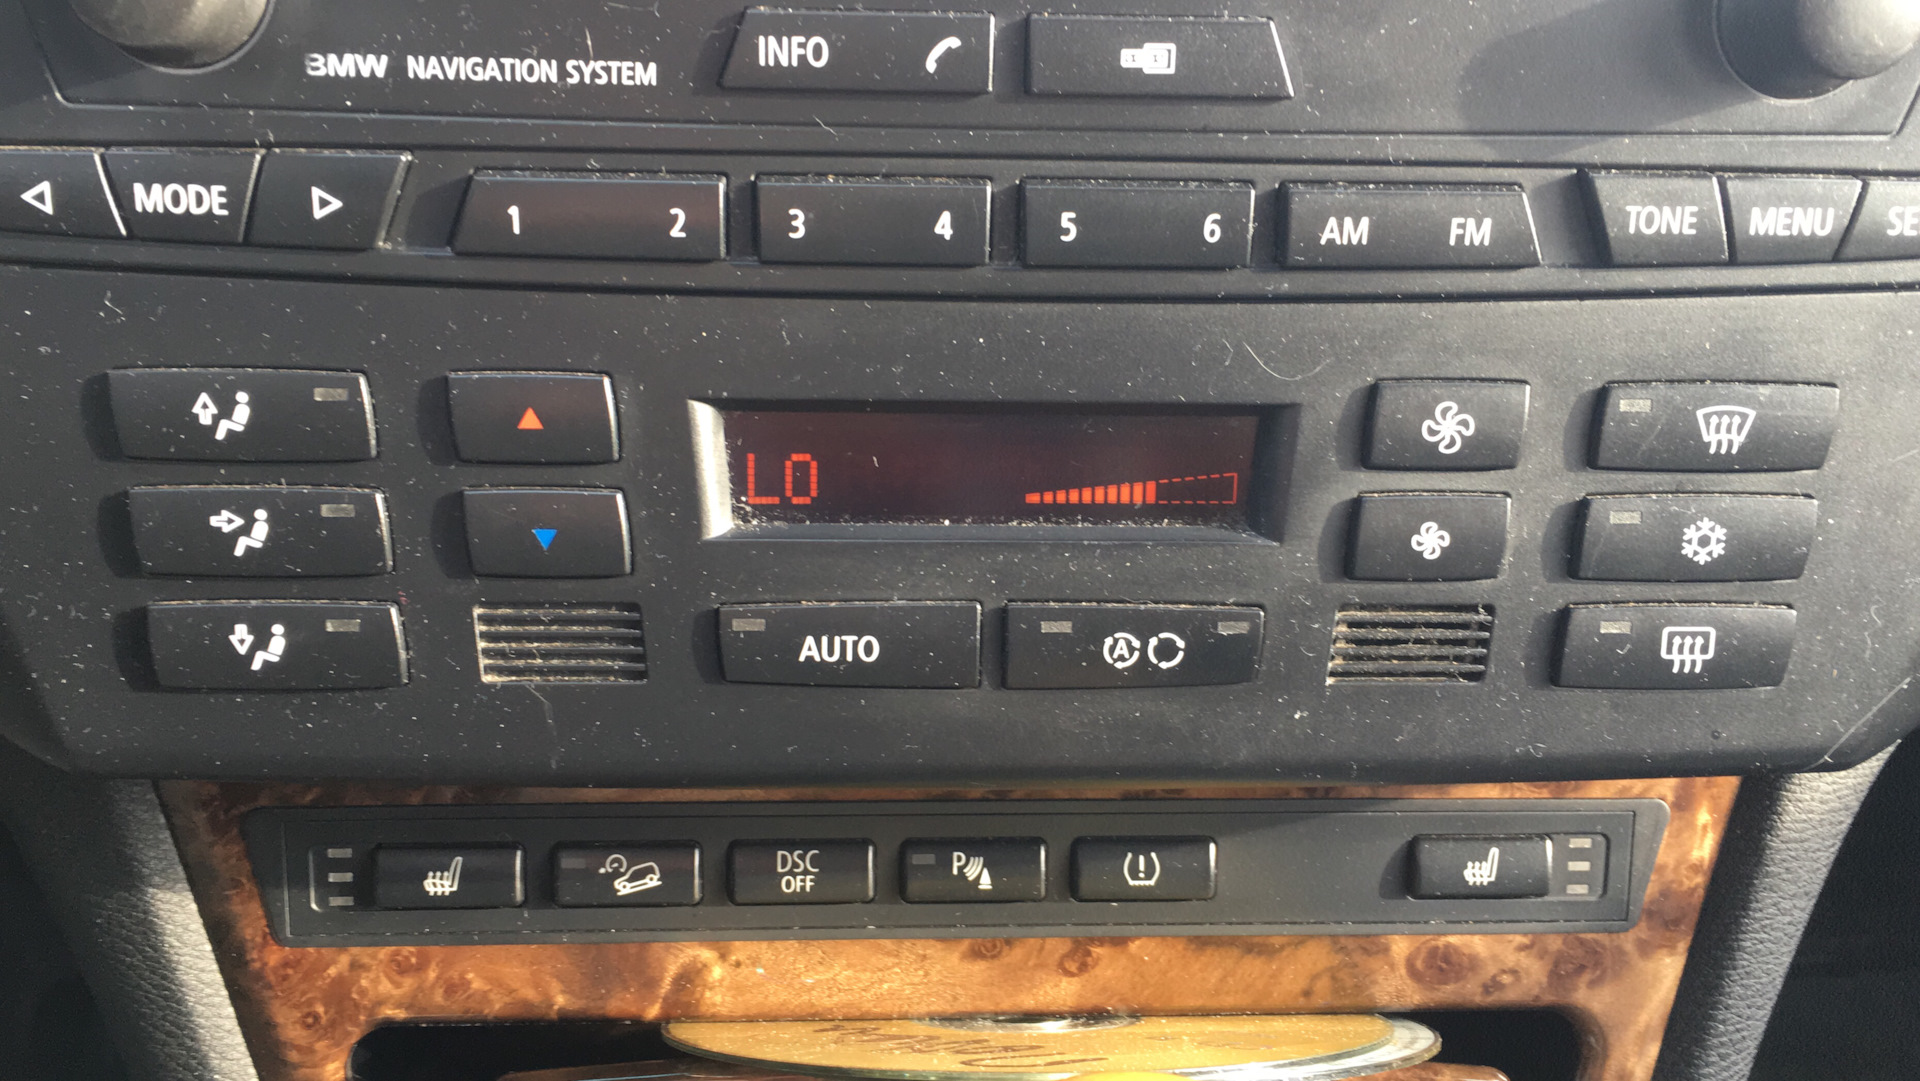 INFO
BMW NAVIGATION SYSTEM
MODE 1 2 3 4 5 6 AM FM TONE MENU
LO
AUTO A
DSC
OFF
P